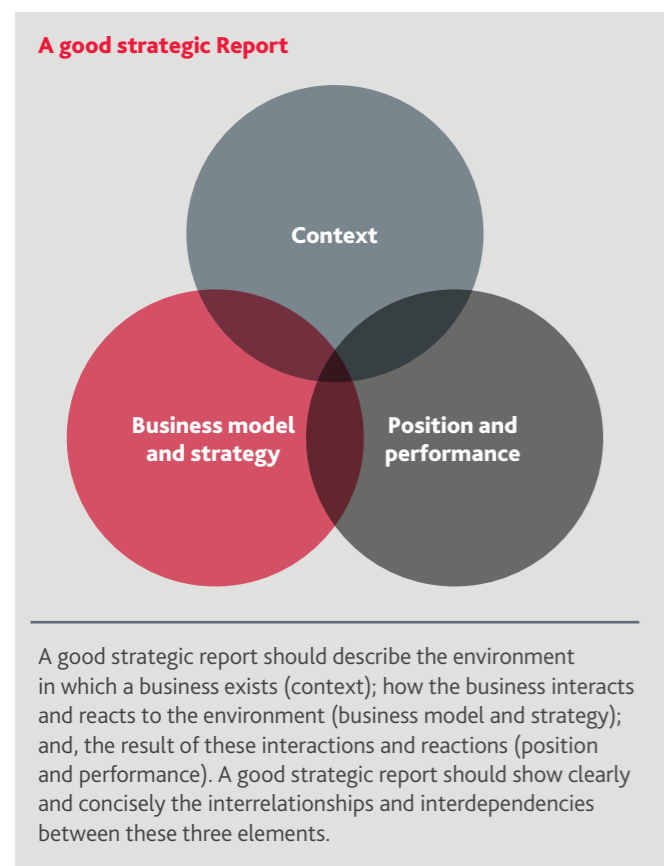 A good strategic Report
Context
Business model
and strategy
Position and
performance
A good strategic report should describe the environment
in which a business exists (context); how the business interacts
and reacts to the environment (business model and strategy);
and, the result of these interactions and reactions (position
and performance). A good strategic report should show clearly
and concisely the interrelationships and interdependencies
between these three elements.